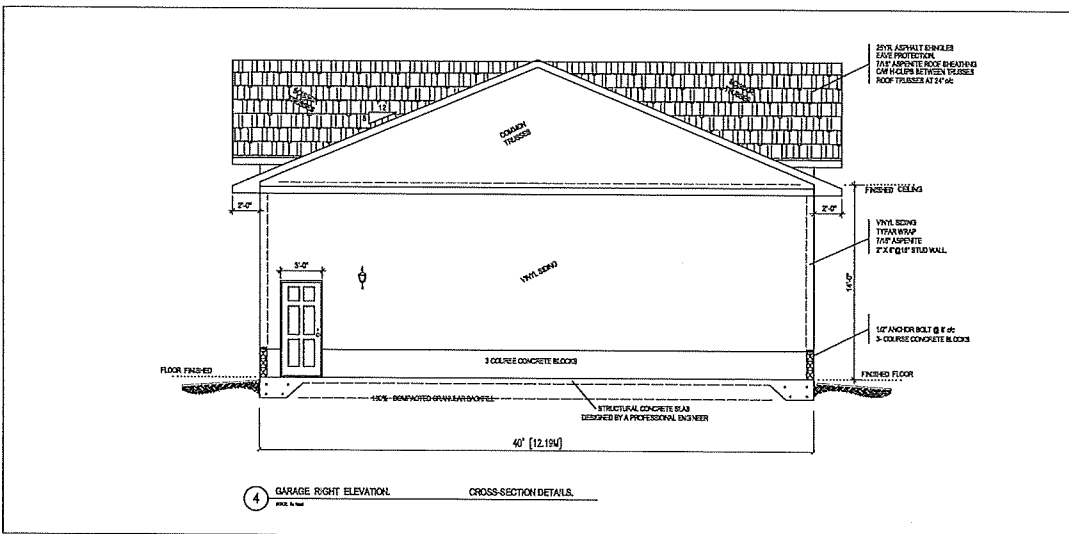 25YR. ASPHALT SHINGLES
EAVE PROTECTION.
7/16" ASPENITE ROOF SHEATHING
C/W H-CLIPS BETWEEN TRUSSES
ROOF TRUSSES AT 24" o/c
12
COMMON
TRUSSES
FINISHED CEILING
2'-0"
2'-0"
VINYL SIDING
TYPAR WRAP
7/16" ASPENITE
2" X 6"@16" STUD WALL.
3'-0"
VINYL SIDING
14'-0"
1/2" ANCHOR BOLT @ 8' o/c
3- COURSE CONCRETE BLOCKS
3 COURSE CONCRETE BLOCKS
FLOOR FINISHED
FINISHED FLOOR
COMPACTED GRANULAR BACKFILL
STRUCTURAL CONCRETE SLAB
DESIGNED BY A PROFESSIONAL ENGINEER
40' [12.19M]
4 GARAGE RIGHT ELEVATION. CROSS-SECTION DETAILS.